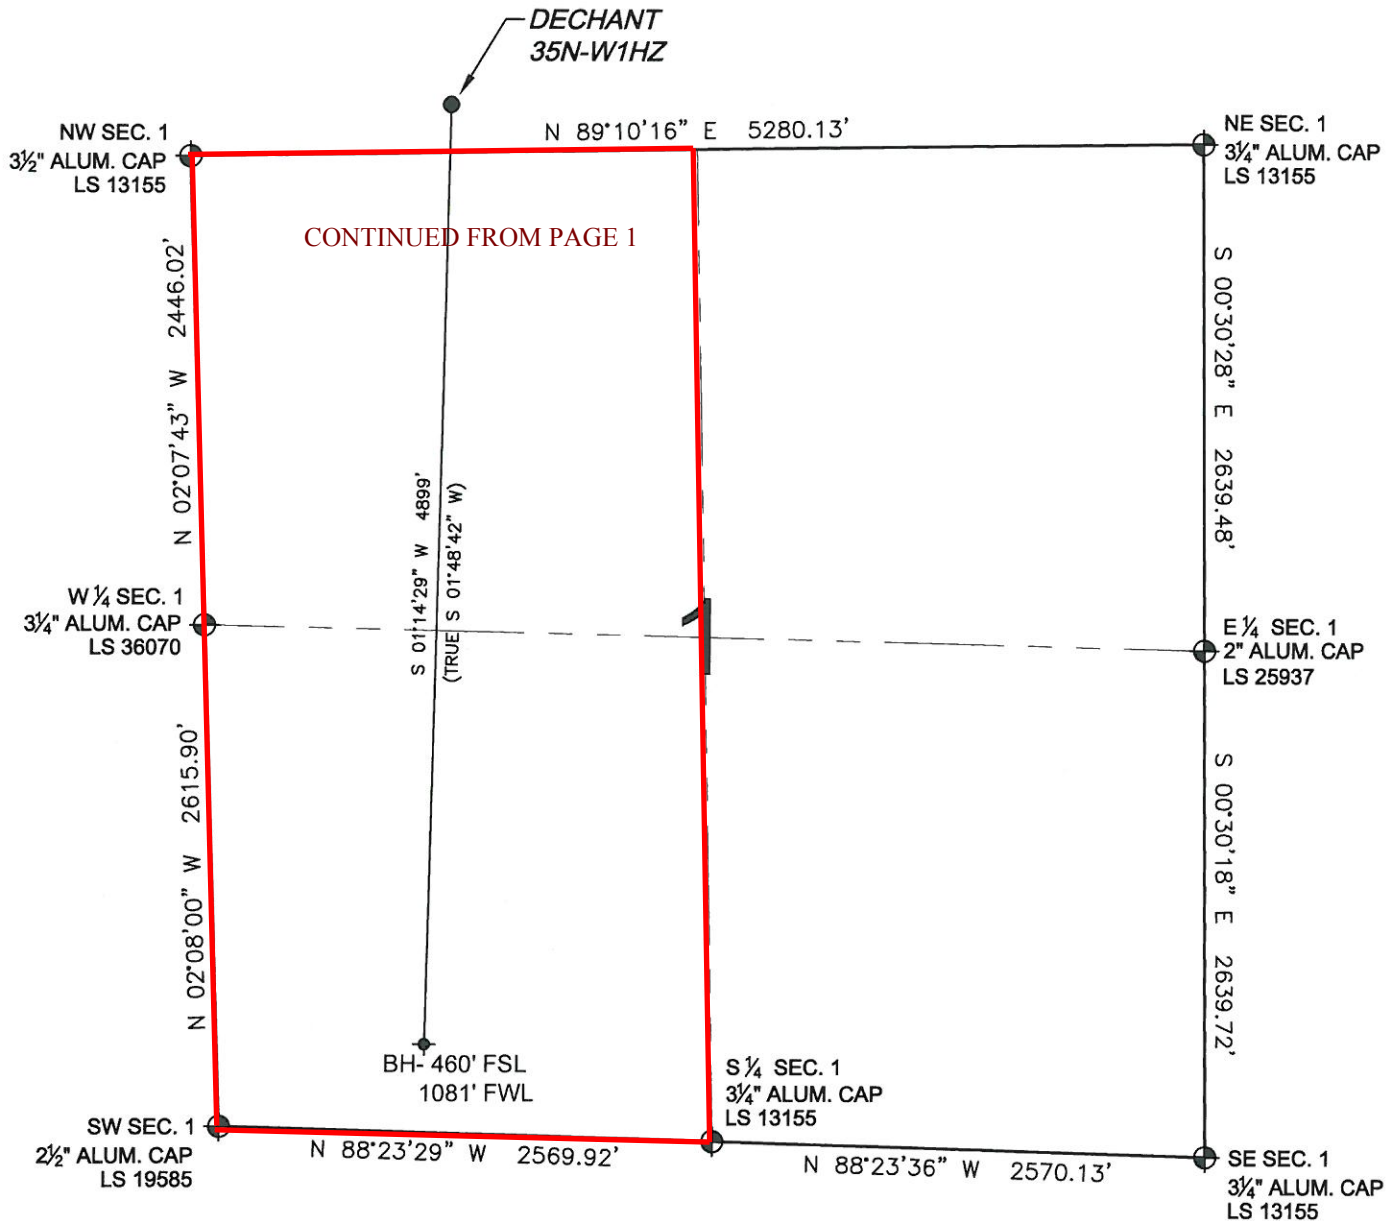 DECHANT
35N-W1HZ
N 89°10'16" E 5280.13'
NW SEC. 1
3½" ALUM. CAP
LS 13155
NE SEC. 1
3¼" ALUM. CAP
LS 13155
CONTINUED FROM PAGE 1
N 02°07'43" W 2446.02'
S 00°30'28" E 2639.48'
S 01°14'29" W 4899'
(TRUE S 01°48'42" W)
W ¼ SEC. 1
3¼" ALUM. CAP
LS 36070
1
E ¼ SEC. 1
2" ALUM. CAP
LS 25937
N 02°08'00" W 2615.90'
S 00°30'18" E 2639.72'
BH- 460' FSL
1081' FWL
S ¼ SEC. 1
3¼" ALUM. CAP
LS 13155
SW SEC. 1
2½" ALUM. CAP
LS 19585
N 88°23'29" W 2569.92'
N 88°23'36" W 2570.13'
SE SEC. 1
3¼" ALUM. CAP
LS 13155